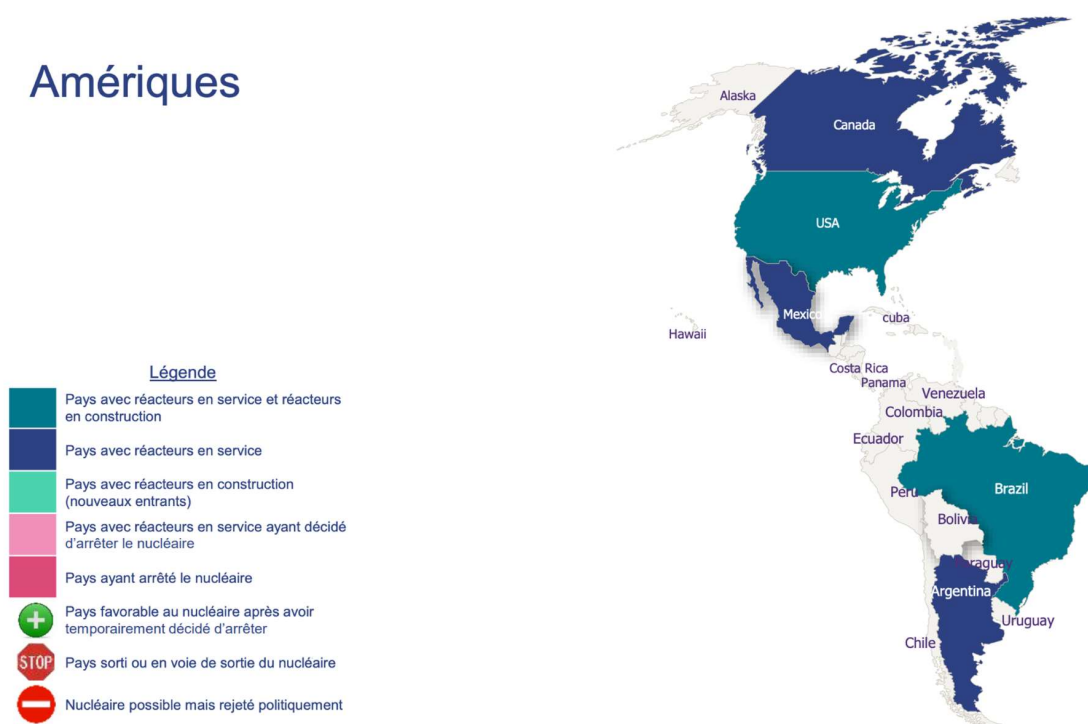 Amériques
Alaska
Canada
USA
Mexico
Hawaii
cuba
Costa Rica
Panama
Venezuela
Colombia
Ecuador
Peru
Brazil
Bolivia
Paraguay
Argentina
Uruguay
Chile
Légende
Pays avec réacteurs en service et réacteurs
en construction
Pays avec réacteurs en service
Pays avec réacteurs en construction
(nouveaux entrants)
Pays avec réacteurs en service ayant décidé
d'arrêter le nucléaire
Pays ayant arrêté le nucléaire
Pays favorable au nucléaire après avoir
temporairement décidé d'arrêter
STOP
Pays sorti ou en voie de sortie du nucléaire
Nucléaire possible mais rejeté politiquement